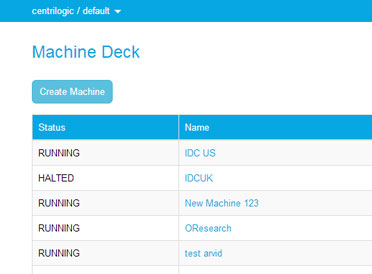 centrilogic / default
Machine Deck
Create Machine
Status Name
RUNNING IDC US
HALTED IDCUK
RUNNING New Machine 123
RUNNING OResearch
RUNNING test arvid